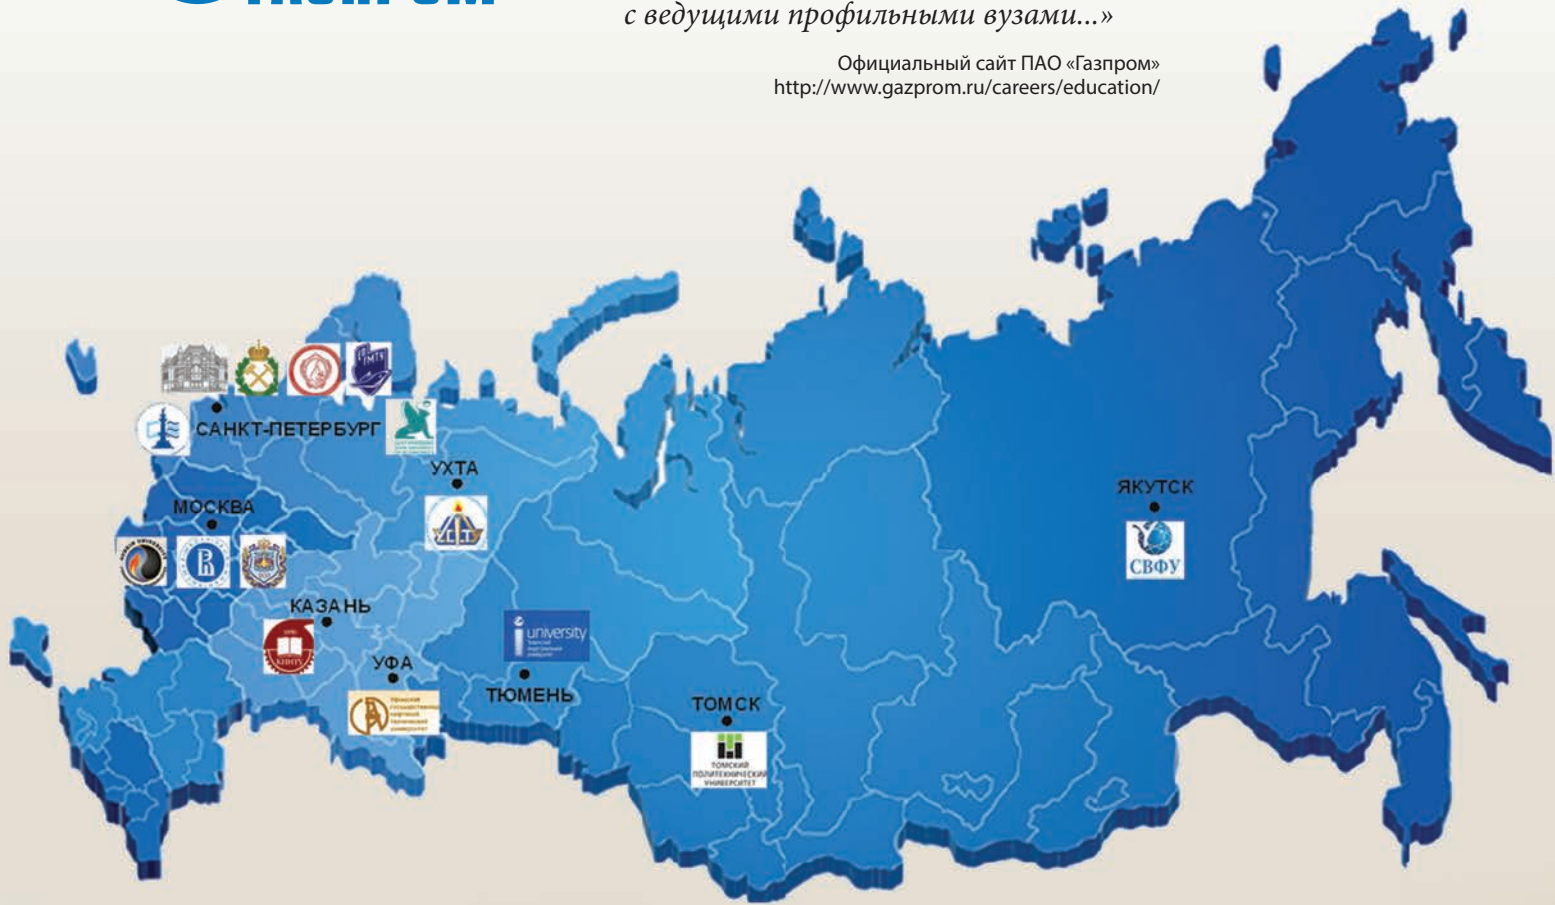 ГАЗПРОМ
с ведущими профильными вузами...»
Официальный сайт ПАО «Газпром»
http://www.gazprom.ru/careers/education/
САНКТ-ПЕТЕРБУРГ
УХТА
МОСКВА
ЯКУТСК
СВФУ
КАЗАНЬ
university
УФА
ТЮМЕНЬ
ТОМСК
ТОМСКИЙ
ПОЛИТЕХНИЧЕСКИЙ
УНИВЕРСИТЕТ